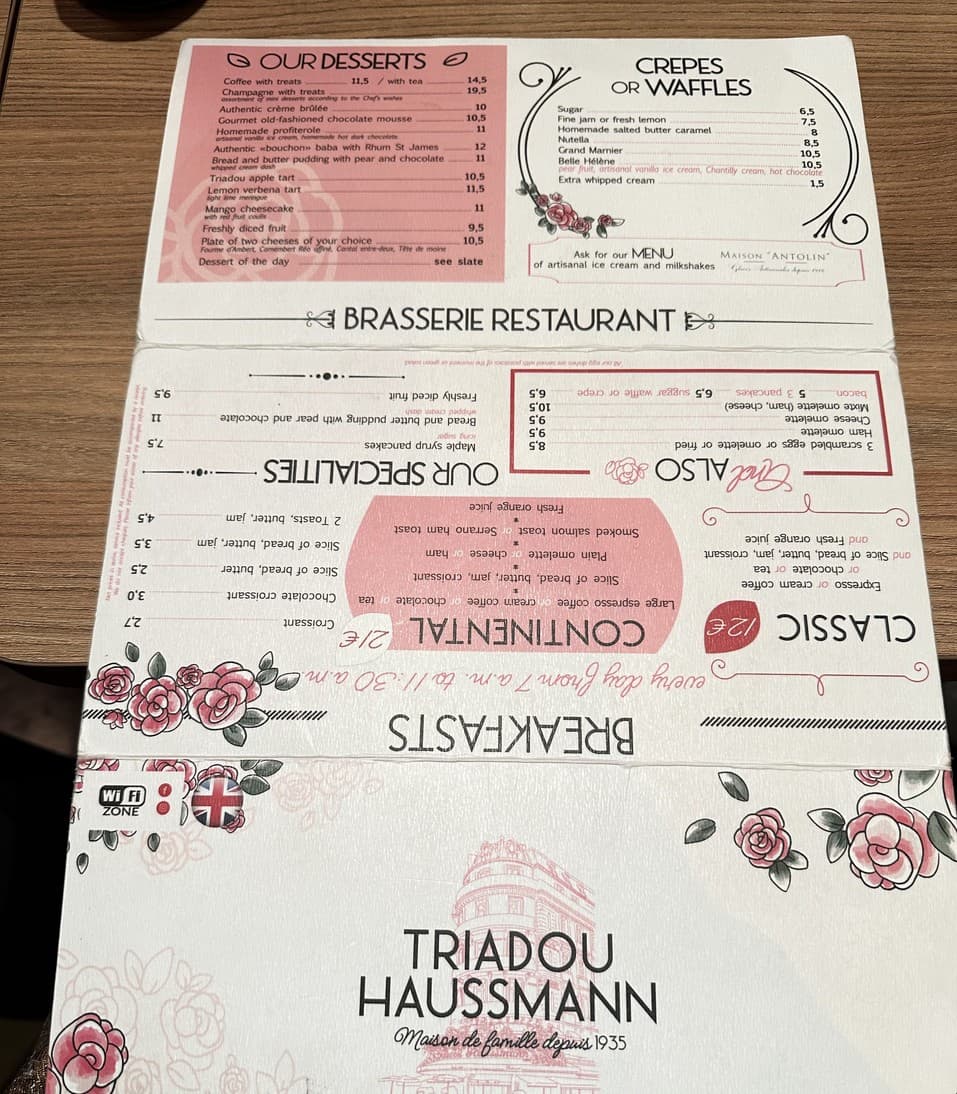 OUR DESSERTS
Coffee with treats 11,5 / with tea 14,5
Champagne with treats 19,5
assortment of mini desserts according to the Chef's wishes
Authentic crème brûlée 10
Gourmet old-fashioned chocolate mousse 10,5
Homemade profiterole 11
artisanal vanilla ice cream, homemade hot dark chocolate
Authentic «bouchon» baba with Rhum St James 12
Bread and butter pudding with pear and chocolate 11
whipped cream dash
Triadou apple tart 10,5
Lemon verbena tart 11,5
light lime meringue
Mango cheesecake 11
with red fruit coulis
Freshly diced fruit 9,5
Plate of two cheeses of your choice 10,5
Fourme d'Ambert, Camembert Réo affiné, Cantal entre-deux, Tête de moine
Dessert of the day see slate
CREPES
OR WAFFLES
Sugar 6,5
Fine jam or fresh lemon 7,5
Homemade salted butter caramel 8
Nutella 8,5
Grand Marnier 10,5
Belle Hélène 10,5
pear fruit, artisanal vanilla ice cream, Chantilly cream, hot chocolate
Extra whipped cream 1,5
Ask for our MENU
of artisanal ice cream and milkshakes
MAISON "ANTOLIN"
BRASSERIE RESTAURANT
BREAKFASTS
every day from 7 a.m. to 11:30 a.m.
CLASSIC 12€
Expresso or cream coffee
or chocolate or tea
and Slice of bread, butter, jam, croissant
and Fresh orange juice
CONTINENTAL 21€
Large espresso coffee or cream coffee or chocolate or tea
*
Slice of bread, butter, jam, croissant
*
Plain omelette or cheese or ham
*
Smoked salmon toast or Serrano ham toast
*
Fresh orange juice
Croissant 2,7
Chocolate croissant 3,0
Slice of bread, butter 2,5
Slice of bread, butter, jam 3,5
2 Toasts, butter, jam 4,5
And ALSO
3 scrambled eggs or omelette or fried 8,5
Ham omelette 9,5
Cheese omelette 9,5
Mixte omelette (ham, cheese) 10,5
bacon 5 3 pancakes 6,5 suggar waffle or crepe 6,5
All our egg dishes are served with potatoes of the moment or green salad
OUR SPECIALITIES
Maple syrup pancakes 7,5
icing sugar
Bread and butter pudding with pear and chocolate 11
whipped cream dash
Freshly diced fruit 9,5
WiFi
ZONE
TRIADOU
HAUSSMANN
Maison de famille depuis 1935